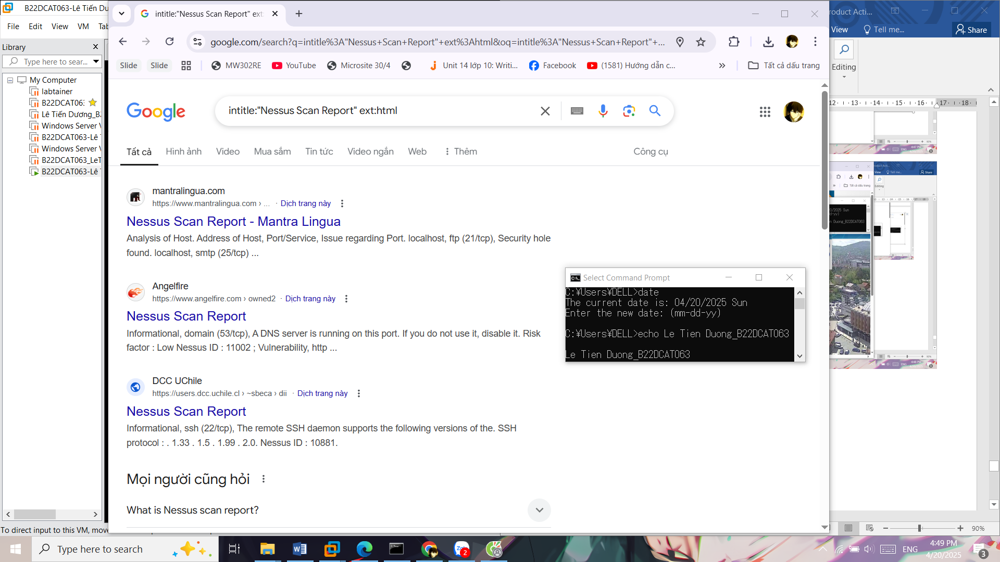 B22DCAT063-Lê Tiến Dư
File Edit View VM Tab
Library
Type here to sear...
My Computer
labtainer
B22DCAT063
Lê Tiến Dương_B2
Windows Server V
B22DCAT063-Lê T
Windows Server V
B22DCAT063_LeT
B22DCAT063-Lê T
To direct input to this VM, move
intitle:"Nessus Scan Report" ext:
google.com/search?q=intitle%3A"Nessus+Scan+Report"+ext%3Ahtml&oq=intitle%3A"Nessus+Scan+Report"+...
Slide Slide MW302RE YouTube Microsite 30/4 Unit 14 lớp 10: Writi... Facebook (1581) Hướng dẫn c... » Tất cả dấu trang
Google
intitle:"Nessus Scan Report" ext:html
Tất cả Hình ảnh Video Mua sắm Tin tức Video ngắn Web Thêm Công cụ
mantralingua.com
https://www.mantralingua.com › ... · Dịch trang này
Nessus Scan Report - Mantra Lingua
Analysis of Host. Address of Host, Port/Service, Issue regarding Port. localhost, ftp (21/tcp), Security hole
found. localhost, smtp (25/tcp) ...
Angelfire
https://www.angelfire.com › owned2 · Dịch trang này
Nessus Scan Report
Informational, domain (53/tcp), A DNS server is running on this port. If you do not use it, disable it. Risk
factor : Low Nessus ID : 11002 ; Vulnerability, http ...
DCC UChile
https://users.dcc.uchile.cl › ~sbeca › dii · Dịch trang này
Nessus Scan Report
Informational, ssh (22/tcp), The remote SSH daemon supports the following versions of the. SSH
protocol : . 1.33 . 1.5 . 1.99 . 2.0. Nessus ID : 10881.
Mọi người cũng hỏi
What is Nessus scan report?
Select Command Prompt
C:¥Users¥DELL>date
The current date is: 04/20/2025 Sun
Enter the new date: (mm-dd-yy)
C:¥Users¥DELL>echo Le Tien Duong_B22DCAT063
Le Tien Duong_B22DCAT063
roduct Acti...
View Tell me... Share
Editing
12 13 14 15 16 17 18
90%
Type here to search
ENG
4:49 PM
4/20/2025
2
3